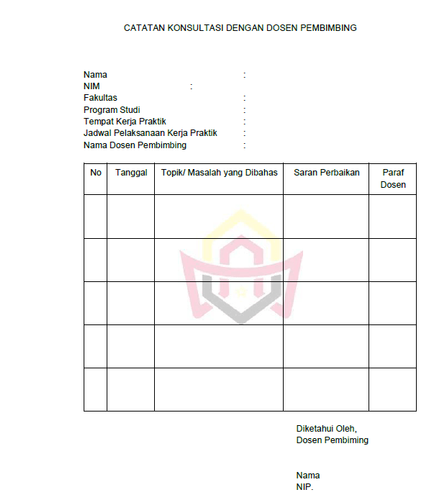 CATATAN KONSULTASI DENGAN DOSEN PEMBIMBING
Nama :
NIM :
Fakultas :
Program Studi :
Tempat Kerja Praktik :
Jadwal Pelaksanaan Kerja Praktik :
Nama Dosen Pembimbing :
No Tanggal Topik/ Masalah yang Dibahas Saran Perbaikan Paraf
Dosen
Diketahui Oleh,
Dosen Pembiming
Nama
NIP.